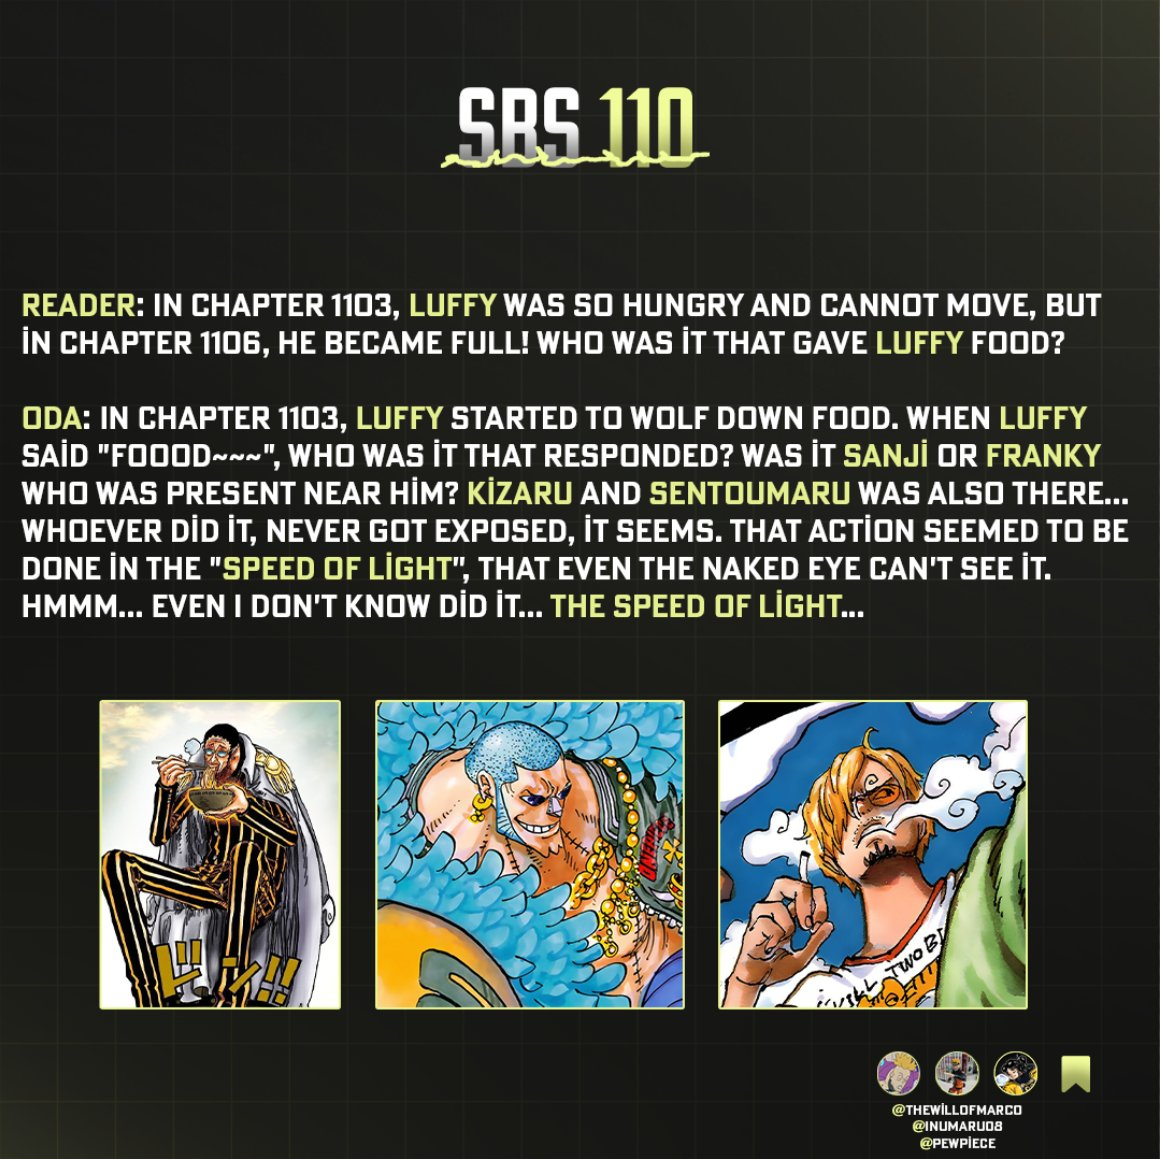 SBS 110
READER: IN CHAPTER 1103, LUFFY WAS SO HUNGRY AND CANNOT MOVE, BUT
İN CHAPTER 1106, HE BECAME FULL! WHO WAS İT THAT GAVE LUFFY FOOD?
ODA: IN CHAPTER 1103, LUFFY STARTED TO WOLF DOWN FOOD. WHEN LUFFY
SAİD "FOOOD~~~", WHO WAS İT THAT RESPONDED? WAS İT SANJİ OR FRANKY
WHO WAS PRESENT NEAR HİM? KİZARU AND SENTOUMARU WAS ALSO THERE...
WHOEVER DİD İT, NEVER GOT EXPOSED, İT SEEMS. THAT ACTİON SEEMED TO BE
DONE İN THE "SPEED OF LİGHT", THAT EVEN THE NAKED EYE CAN'T SEE İT.
HMMM... EVEN I DON'T KNOW DİD İT... THE SPEED OF LİGHT...
ドン!!
TWO BE
@THEWİLLOFMARCO
@INUMARU08
@PEWPİECE